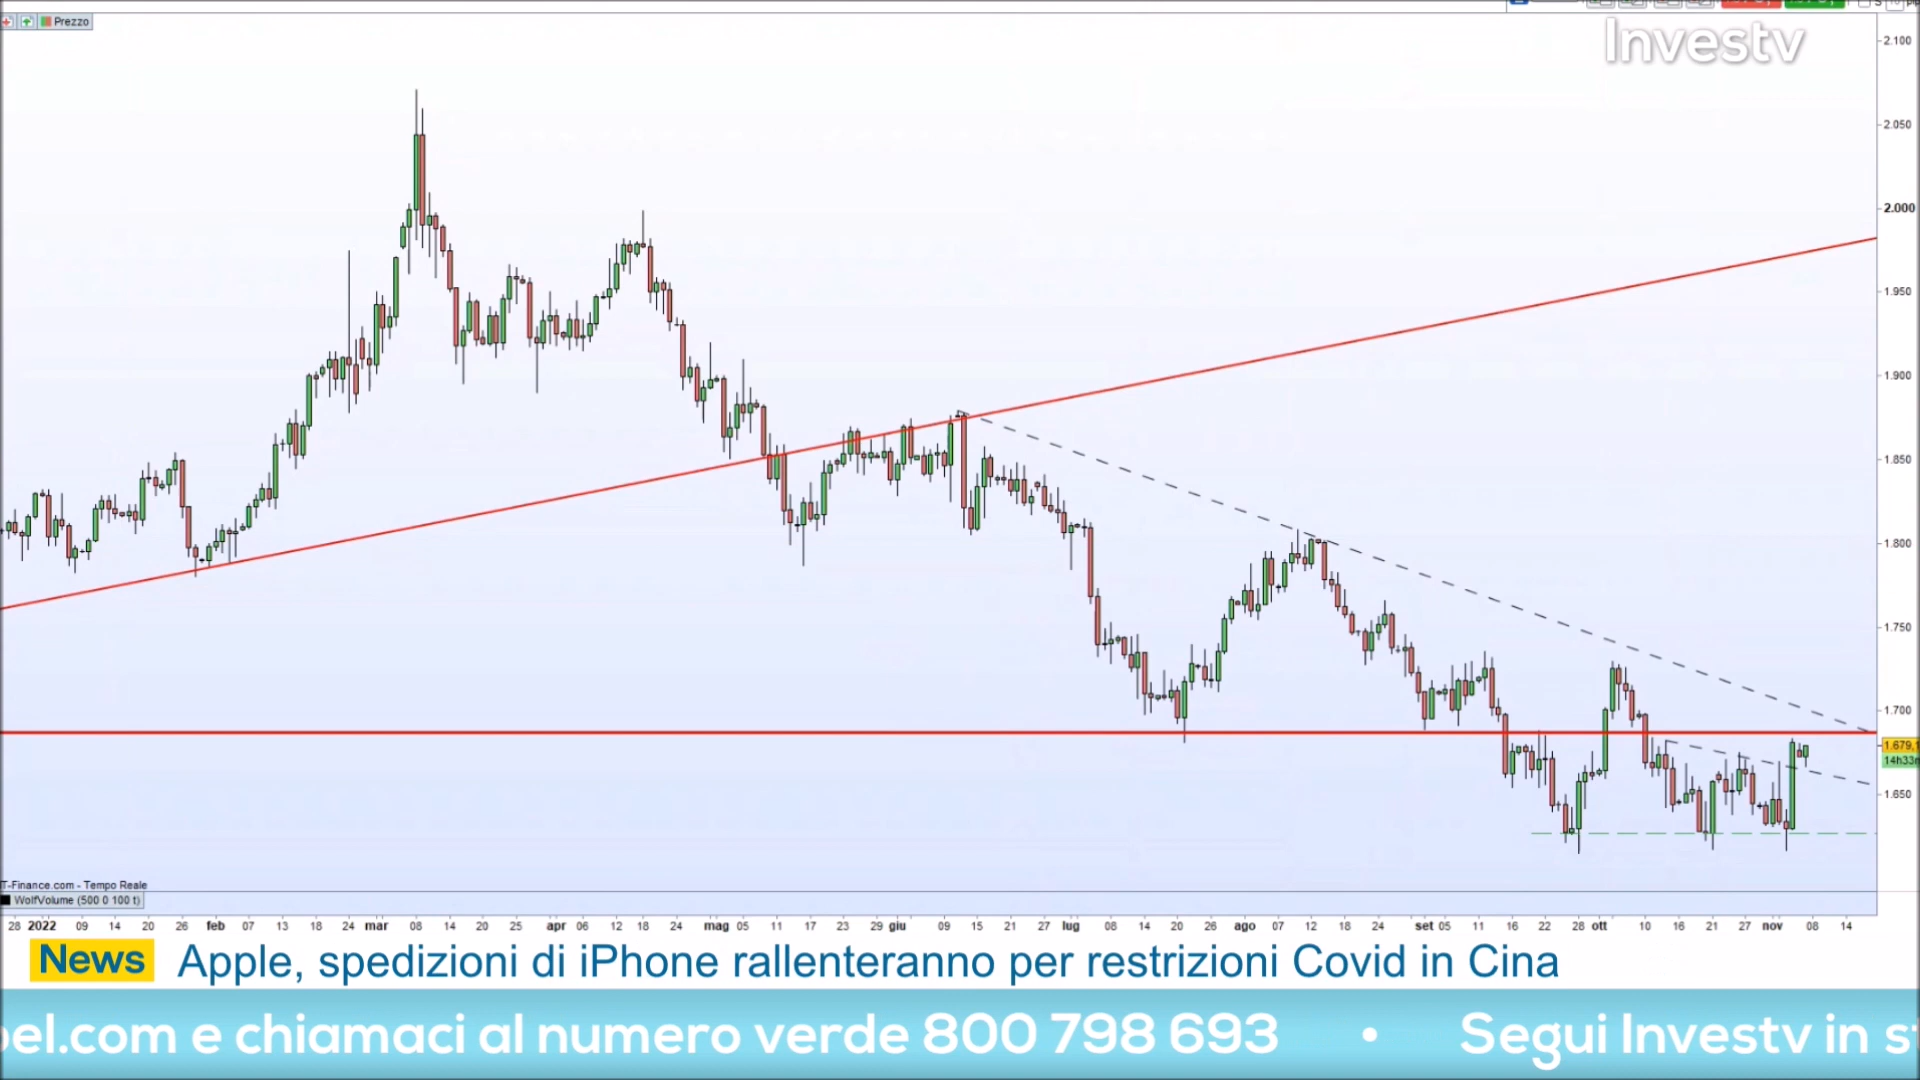 Prezzo
Investv
2.100
2.050
2.000
1.950
1.900
1.850
1.800
1.750
1.700
1.679,1
14h33m
1.650
T-Finance.com - Tempo Reale
WolfVolume (500 0 100 t)
28 2022 09 14 20 26 feb 07 13 18 24 mar 08 14 20 25 apr 06 12 18 24 mag 05 11 17 23 29 giu 09 15 21 27 lug 08 14 20 26 ago 07 12 18 24 set 05 11 16 22 28 ott 10 16 21 27 nov 08 14
News Apple, spedizioni di iPhone rallenteranno per restrizioni Covid in Cina
el.com e chiamaci al numero verde 800 798 693 • Segui Investv in s